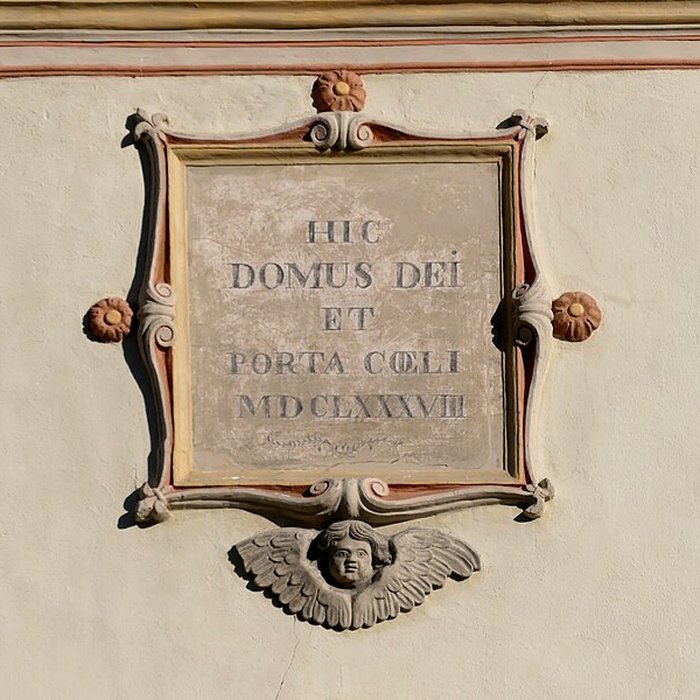 HIC
DOMUS DEI
ET
PORTA CŒLI
MDCLXXXVIII